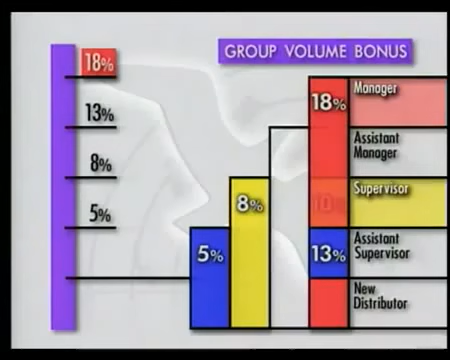 GROUP VOLUME BONUS
18%
13%
8%
5%
5%
8%
18%
13%
Manager
Assistant
Manager
Supervisor
Assistant
Supervisor
New
Distributor